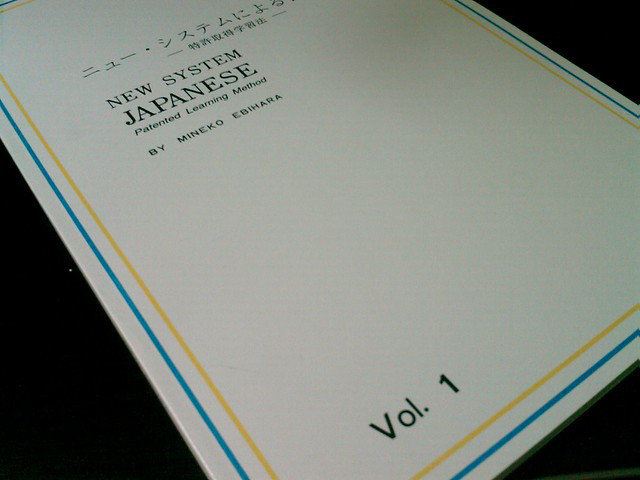 ニュー・システムによる
― 特許取得学習法 ―
NEW SYSTEM
JAPANESE
Patented Learning Method
BY MINEKO EBIHARA
Vol. 1